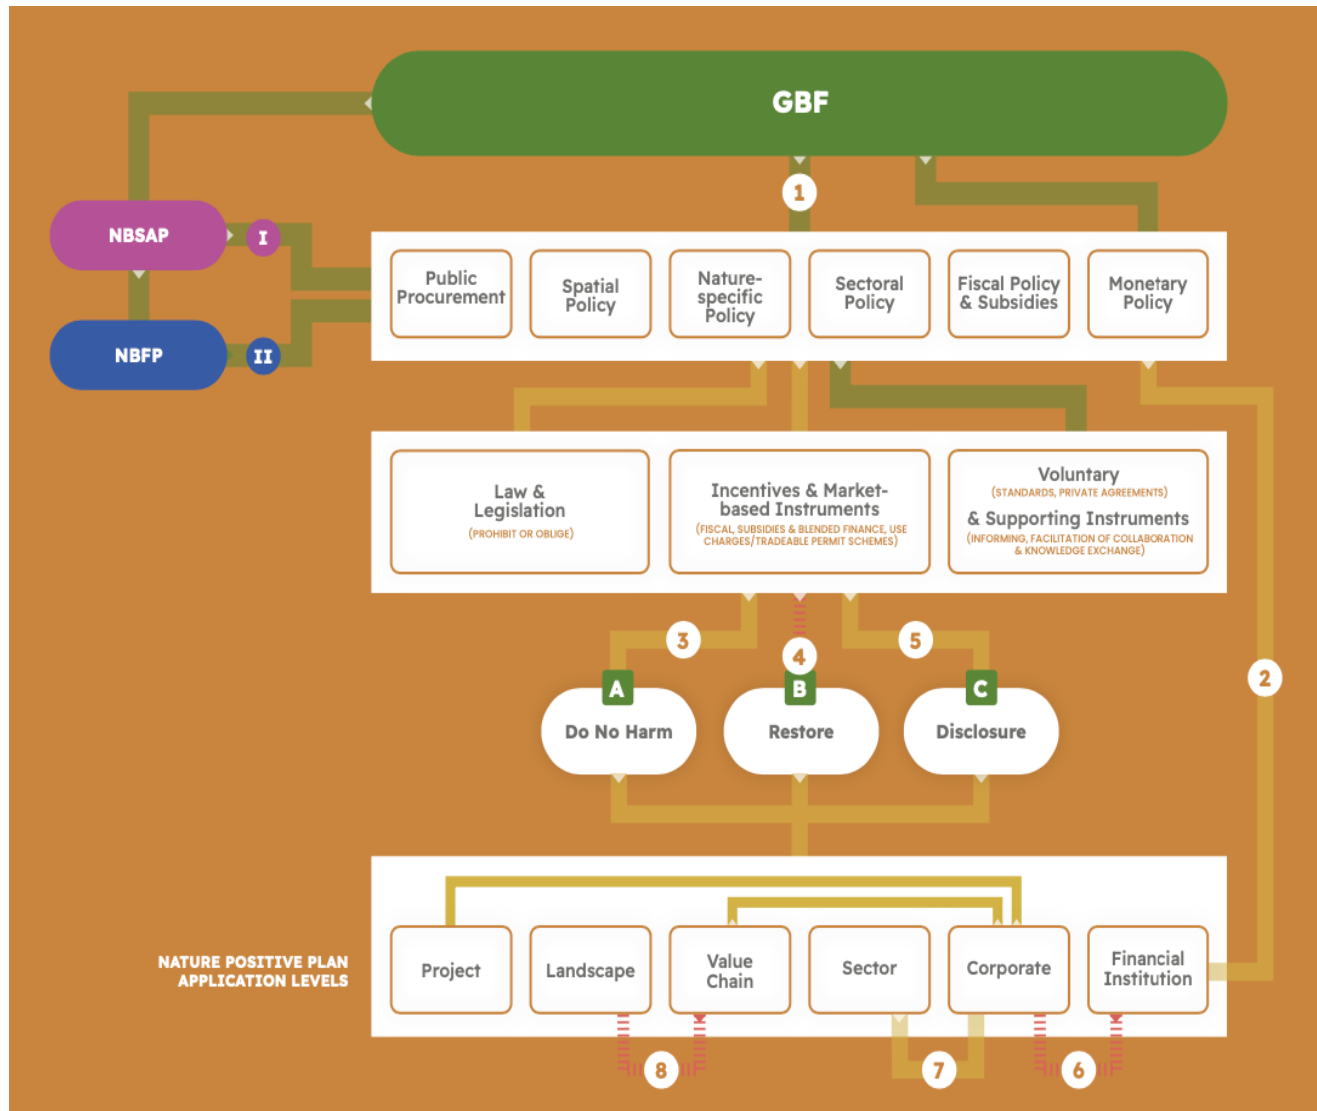 GBF
1
NBSAP
I
NBFP
II
Public
Procurement
Spatial
Policy
Nature-
specific
Policy
Sectoral
Policy
Fiscal Policy
& Subsidies
Monetary
Policy
Law &
Legislation
(PROHIBIT OR OBLIGE)
Incentives & Market-
based Instruments
(FISCAL, SUBSIDIES & BLENDED FINANCE, USE
CHARGES/TRADEABLE PERMIT SCHEMES)
Voluntary
(STANDARDS, PRIVATE AGREEMENTS)
& Supporting Instruments
(INFORMING, FACILITATION OF COLLABORATION
& KNOWLEDGE EXCHANGE)
3
4
5
2
A
Do No Harm
B
Restore
C
Disclosure
NATURE POSITIVE PLAN
APPLICATION LEVELS
Project
Landscape
Value
Chain
Sector
Corporate
Financial
Institution
8
7
6